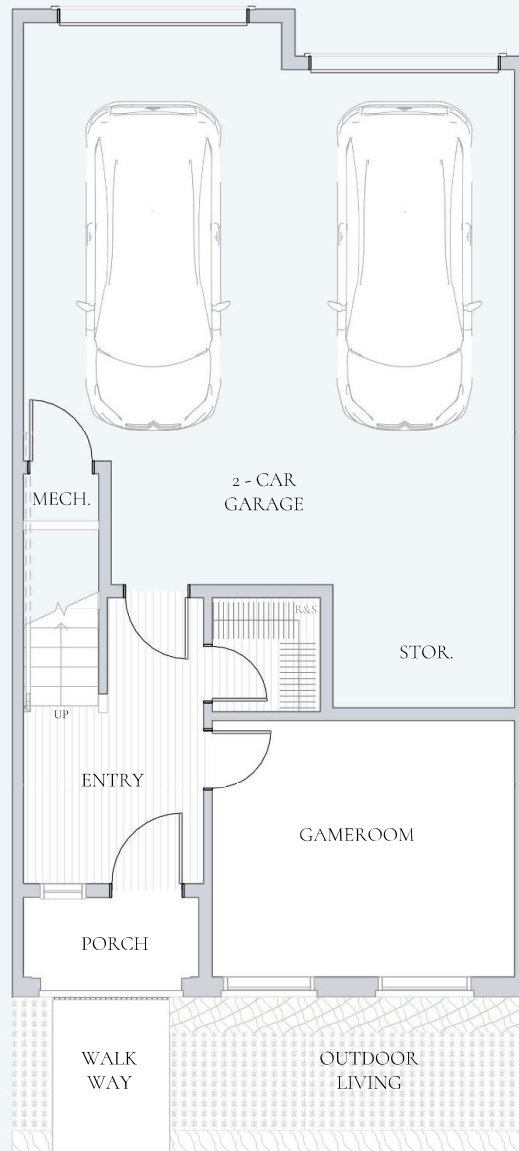 2 - CAR
GARAGE
MECH.
R&S
STOR.
UP
ENTRY
GAMEROOM
PORCH
WALK
WAY
OUTDOOR
LIVING